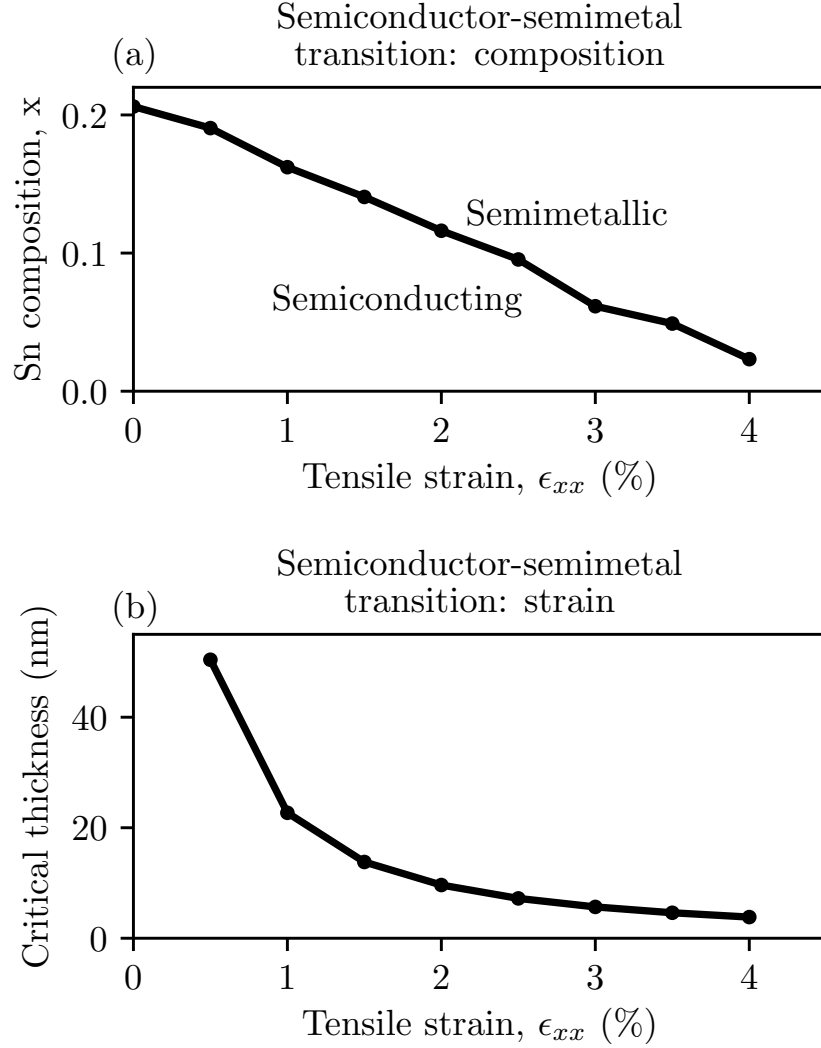 Semiconductor-semimetal
transition: composition
(a)
Sn composition, x
0.2
0.1
0.0
Semimetallic
Semiconducting
0 1 2 3 4
Tensile strain, ϵxx (%)
Semiconductor-semimetal
transition: strain
(b)
Critical thickness (nm)
40
20
0
0 1 2 3 4
Tensile strain, ϵxx (%)